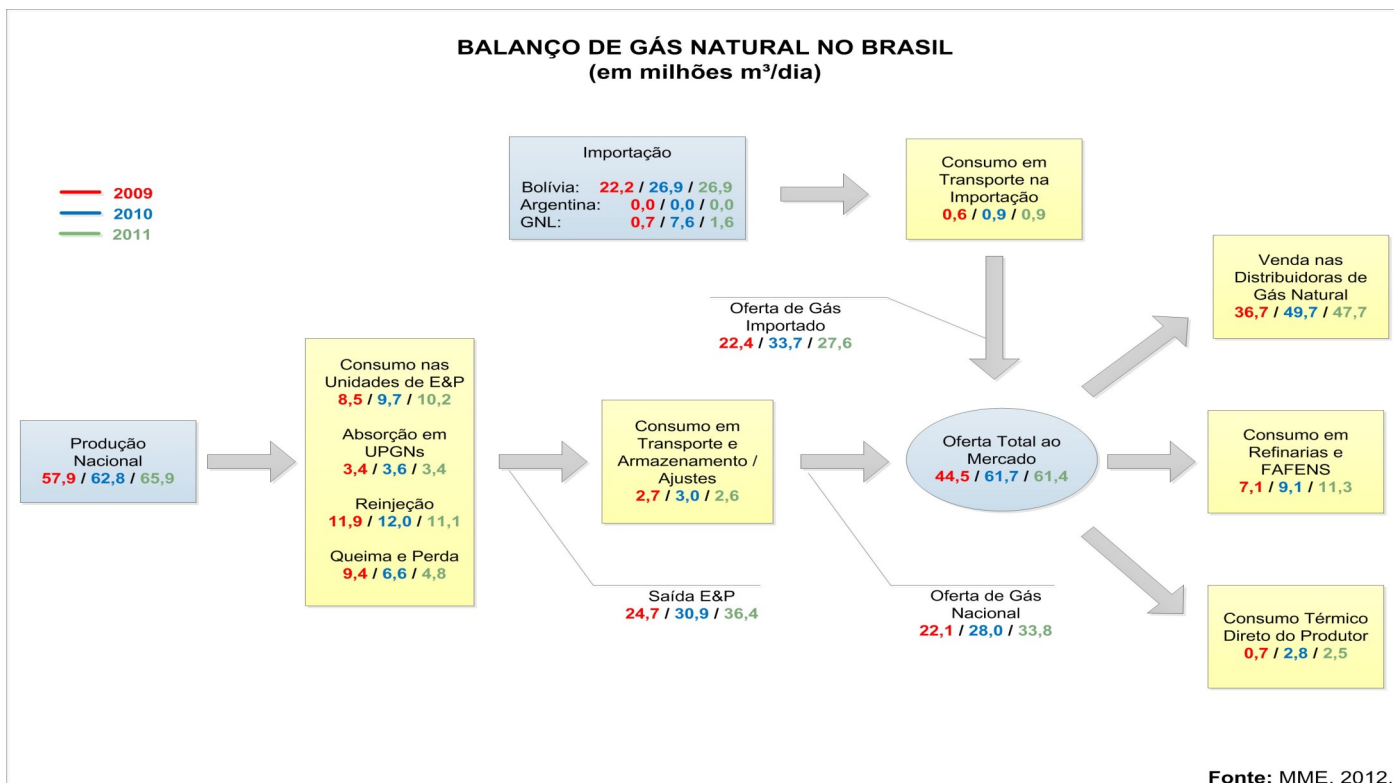 BALANÇO DE GÁS NATURAL NO BRASIL
(em milhões m³/dia)
2009
2010
2011
Importação
Bolívia: 22,2 / 26,9 / 26,9
Argentina: 0,0 / 0,0 / 0,0
GNL: 0,7 / 7,6 / 1,6
Consumo em
Transporte na
Importação
0,6 / 0,9 / 0,9
Oferta de Gás
Importado
22,4 / 33,7 / 27,6
Venda nas
Distribuidoras de
Gás Natural
36,7 / 49,7 / 47,7
Produção
Nacional
57,9 / 62,8 / 65,9
Consumo nas
Unidades de E&P
8,5 / 9,7 / 10,2
Absorção em
UPGNs
3,4 / 3,6 / 3,4
Reinjeção
11,9 / 12,0 / 11,1
Queima e Perda
9,4 / 6,6 / 4,8
Saída E&P
24,7 / 30,9 / 36,4
Consumo em
Transporte e
Armazenamento /
Ajustes
2,7 / 3,0 / 2,6
Oferta de Gás
Nacional
22,1 / 28,0 / 33,8
Oferta Total ao
Mercado
44,5 / 61,7 / 61,4
Consumo em
Refinarias e
FAFENS
7,1 / 9,1 / 11,3
Consumo Térmico
Direto do Produtor
0,7 / 2,8 / 2,5
Fonte: MME, 2012.